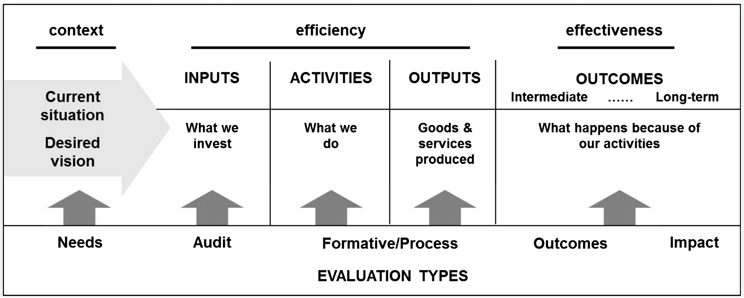 context
efficiency
effectiveness
INPUTS
ACTIVITIES
OUTPUTS
OUTCOMES
Intermediate ...... Long-term
Current
situation
Desired
vision
What we
invest
What we
do
Goods &
services
produced
What happens because of
our activities
Needs
Audit
Formative/Process
Outcomes
Impact
EVALUATION TYPES